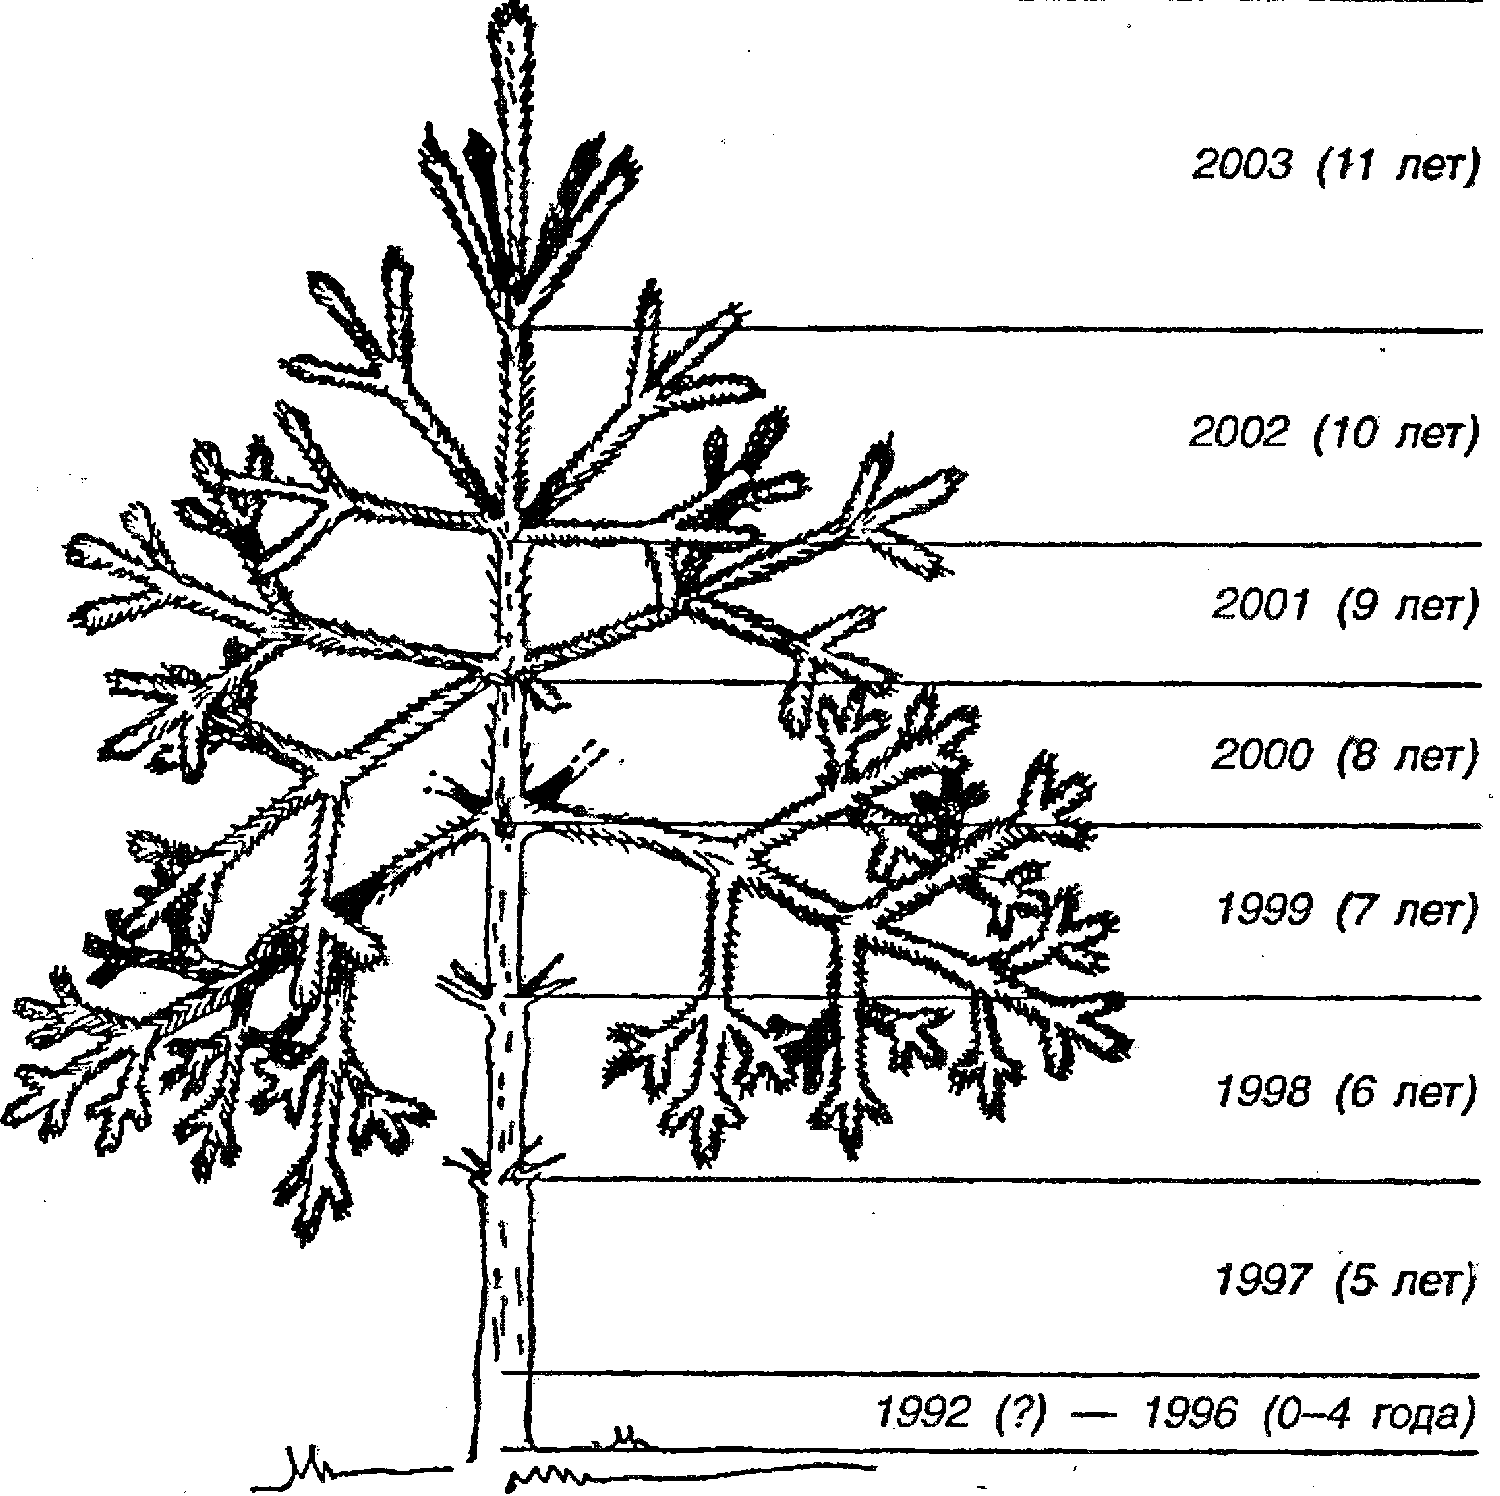 2003 (11 лет)
2002 (10 лет)
2001 (9 лет)
2000 (8 лет)
1999 (7 лет)
1998 (6 лет)
1997 (5 лет)
1992 (?) — 1996 (0–4 года)